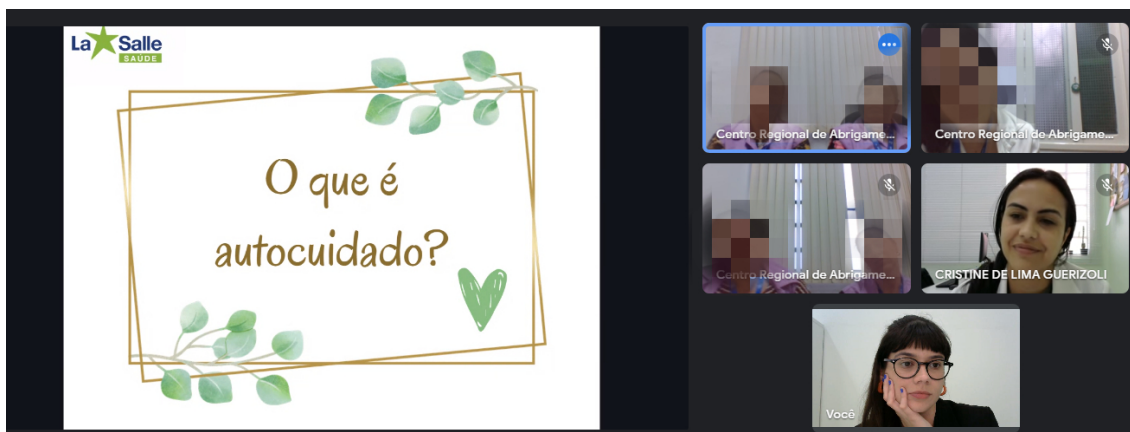 La Salle
SAÚDE
O que é
autocuidado?
Centro Regional de Abrigame...
Centro Regional de Abrigame...
Centro Regional de Abrigame...
CRISTINE DE LIMA GUERIZOLI
Você